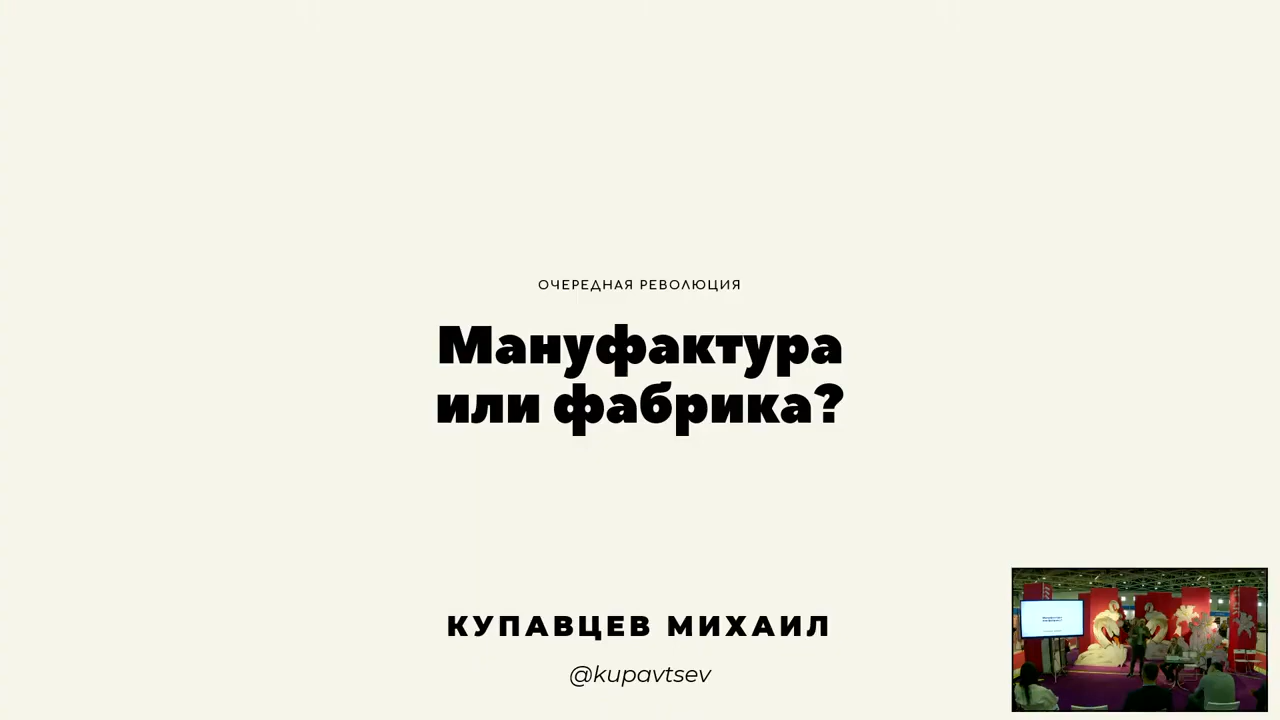 ОЧЕРЕДНАЯ РЕВОЛЮЦИЯ
Мануфактура
или фабрика?
КУПАВЦЕВ МИХАИЛ
@kupavtsev